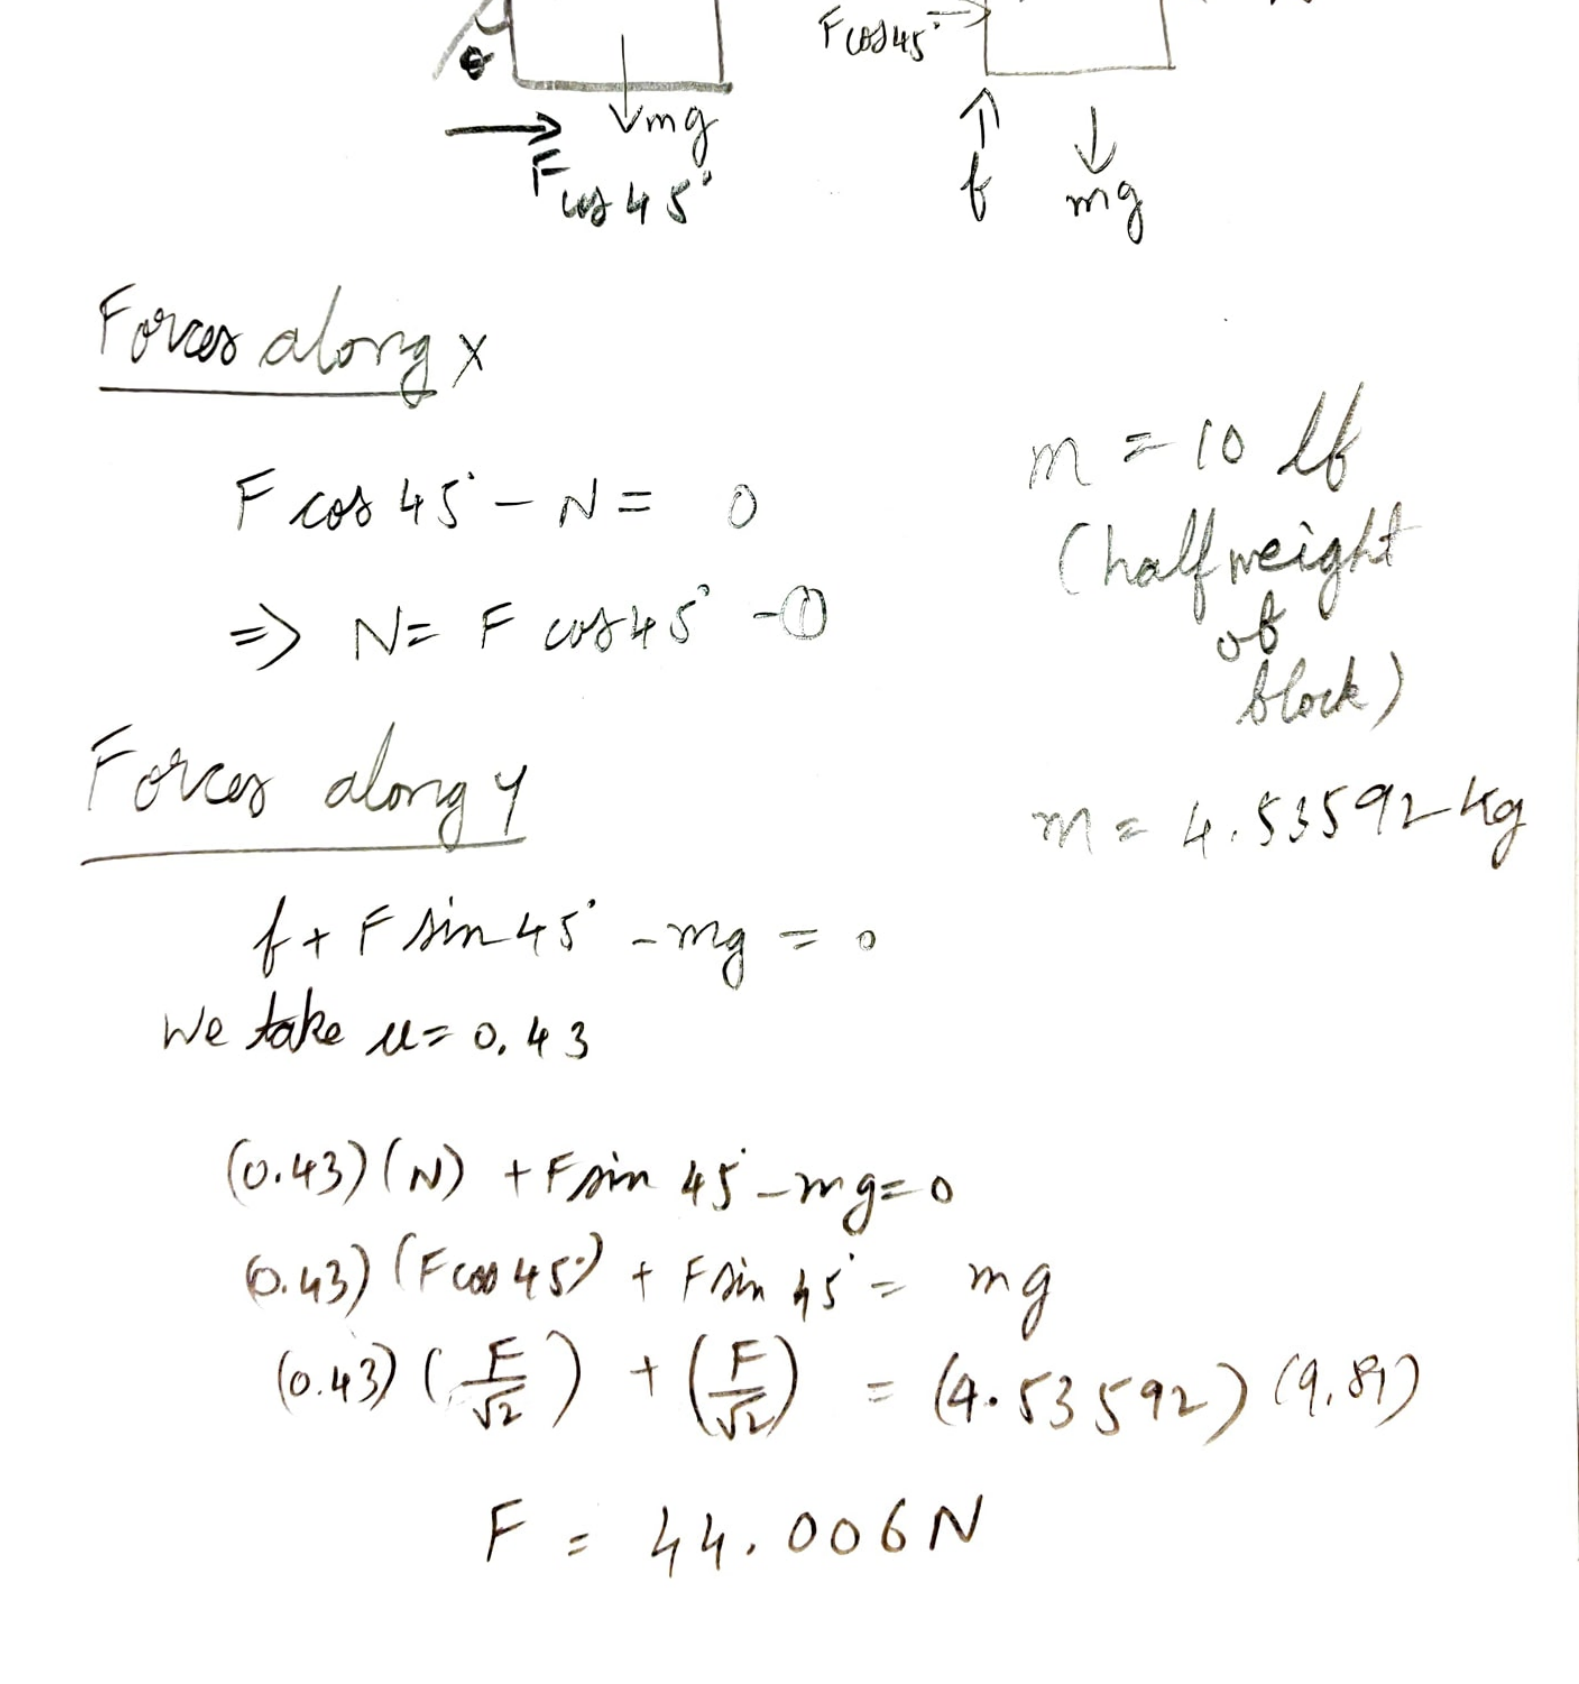 θ
F cos 45°
mg
F cos 45°
f
mg
Forces along x
m = 10 lb
F cos 45° - N = 0
(half weight
of
block)
⇒ N = F cos 45° -①
Forces along y
m = 4.53592 kg
f + F sin 45° - mg = 0
We take u = 0.43
(0.43)(N) + F sin 45° - mg = 0
(0.43)(F cos 45°) + F sin 45° = mg
(0.43)(F/√2) + (F/√2) = (4.53592)(9.81)
F = 44.006N